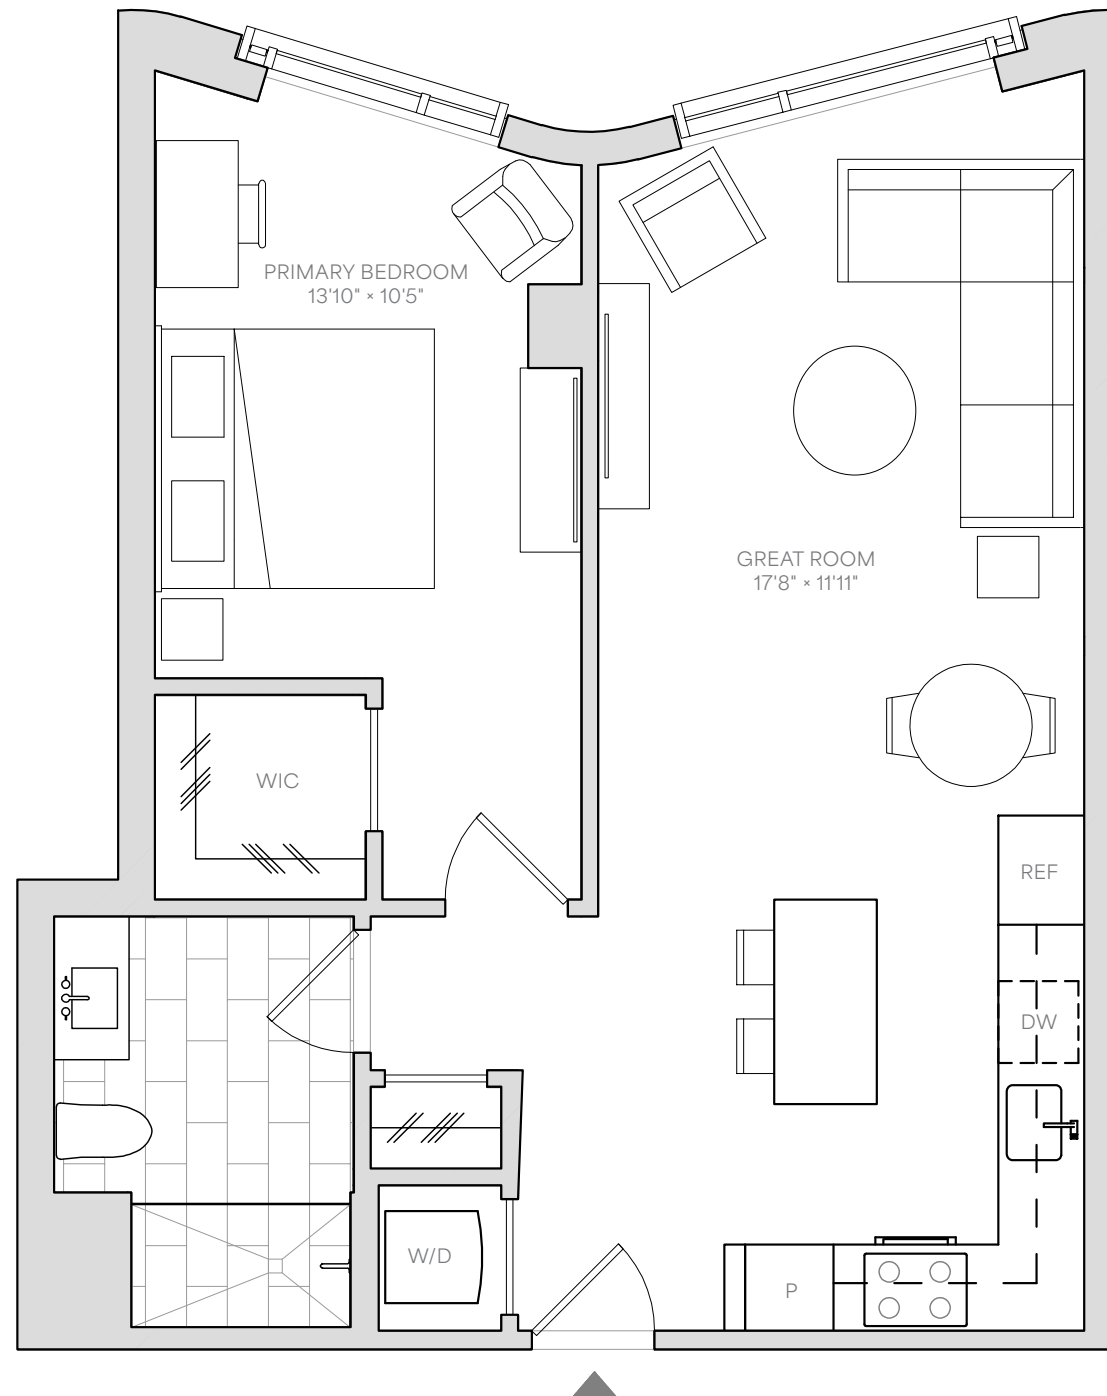 PRIMARY BEDROOM
13'10" × 10'5"
GREAT ROOM
17'8" × 11'11"
WIC
REF
DW
W/D
P